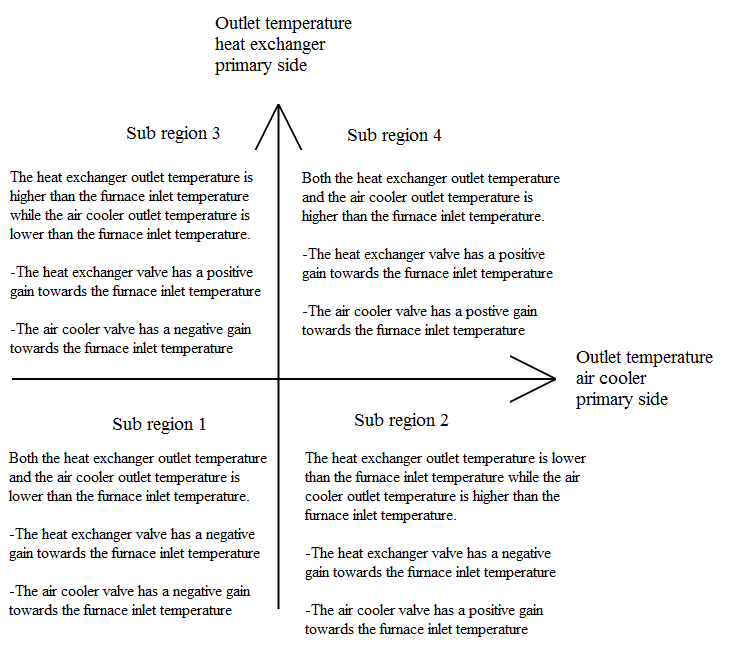 Outlet temperature
heat exchanger
primary side
Sub region 3
The heat exchanger outlet temperature is
higher than the furnace inlet temperature
while the air cooler outlet temperature is
lower than the furnace inlet temperature.
-The heat exchanger valve has a positive
gain towards the furnace inlet temperature
-The air cooler valve has a negative gain
towards the furnace inlet temperature
Sub region 4
Both the heat exchanger outlet temperature
and the air cooler outlet temperature is
higher than the furnace inlet temperature.
-The heat exchanger valve has a positive
gain towards the furnace inlet temperature
-The air cooler valve has a postive gain
towards the furnace inlet temperature
Outlet temperature
air cooler
primary side
Sub region 1
Both the heat exchanger outlet temperature
and the air cooler outlet temperature is
lower than the furnace inlet temperature.
-The heat exchanger valve has a negative
gain towards the furnace inlet temperature
-The air cooler valve has a negative gain
towards the furnace inlet temperature
Sub region 2
The heat exchanger outlet temperature is lower
than the furnace inlet temperature while the air
cooler outlet temperature is higher than the
furnace inlet temperature.
-The heat exchanger valve has a negative
gain towards the furnace inlet temperature
-The air cooler valve has a positive gain
towards the furnace inlet temperature